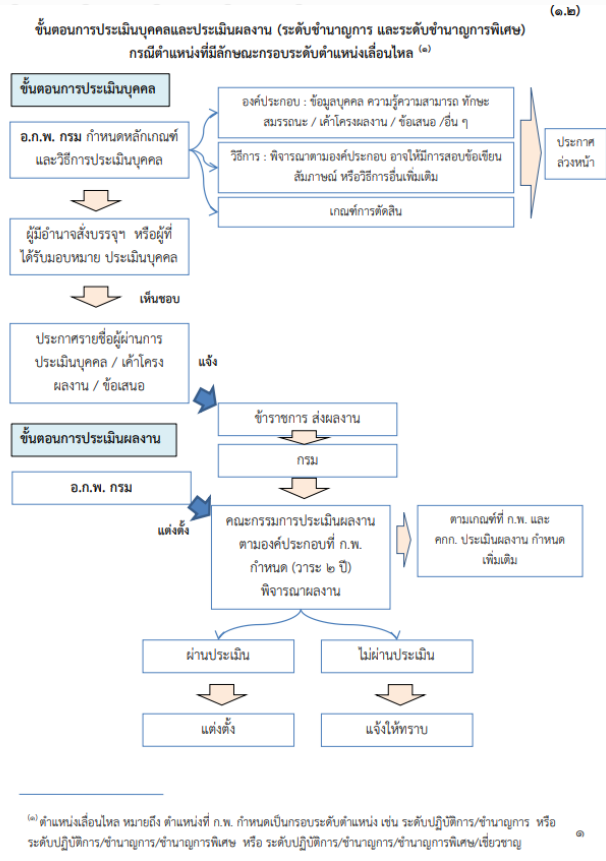 (๑.๒)
ขั้นตอนการประเมินบุคคลและประเมินผลงาน (ระดับชำนาญการ และระดับชำนาญการพิเศษ)
กรณีตำแหน่งที่มีลักษณะกรอบระดับตำแหน่งเลื่อนไหล (๑)
ขั้นตอนการประเมินบุคคล
อ.ก.พ. กรม กำหนดหลักเกณฑ์
และวิธีการประเมินบุคคล
องค์ประกอบ : ข้อมูลบุคคล ความรู้ความสามารถ ทักษะ
สมรรถนะ / เค้าโครงผลงาน / ข้อเสนอ /อื่น ๆ
วิธีการ : พิจารณาตามองค์ประกอบ อาจให้มีการสอบข้อเขียน
สัมภาษณ์ หรือวิธีการอื่นเพิ่มเติม
เกณฑ์การตัดสิน
ประกาศ
ล่วงหน้า
ผู้มีอำนาจสั่งบรรจุฯ หรือผู้ที่
ได้รับมอบหมาย ประเมินบุคคล
เห็นชอบ
ประกาศรายชื่อผู้ผ่านการ
ประเมินบุคคล / เค้าโครง
ผลงาน / ข้อเสนอ
แจ้ง
ข้าราชการ ส่งผลงาน
ขั้นตอนการประเมินผลงาน
กรม
อ.ก.พ. กรม
แต่งตั้ง
คณะกรรมการประเมินผลงาน
ตามองค์ประกอบที่ ก.พ.
กำหนด (วาระ ๒ ปี)
พิจารณาผลงาน
ตามเกณฑ์ที่ ก.พ. และ
คกก. ประเมินผลงาน กำหนด
เพิ่มเติม
ผ่านประเมิน
ไม่ผ่านประเมิน
แต่งตั้ง
แจ้งให้ทราบ
(๑) ตำแหน่งเลื่อนไหล หมายถึง ตำแหน่งที่ ก.พ. กำหนดเป็นกรอบระดับตำแหน่ง เช่น ระดับปฏิบัติการ/ชำนาญการ หรือ
ระดับปฏิบัติการ/ชำนาญการ/ชำนาญการพิเศษ หรือ ระดับปฏิบัติการ/ชำนาญการ/ชำนาญการพิเศษ/เชี่ยวชาญ
๑